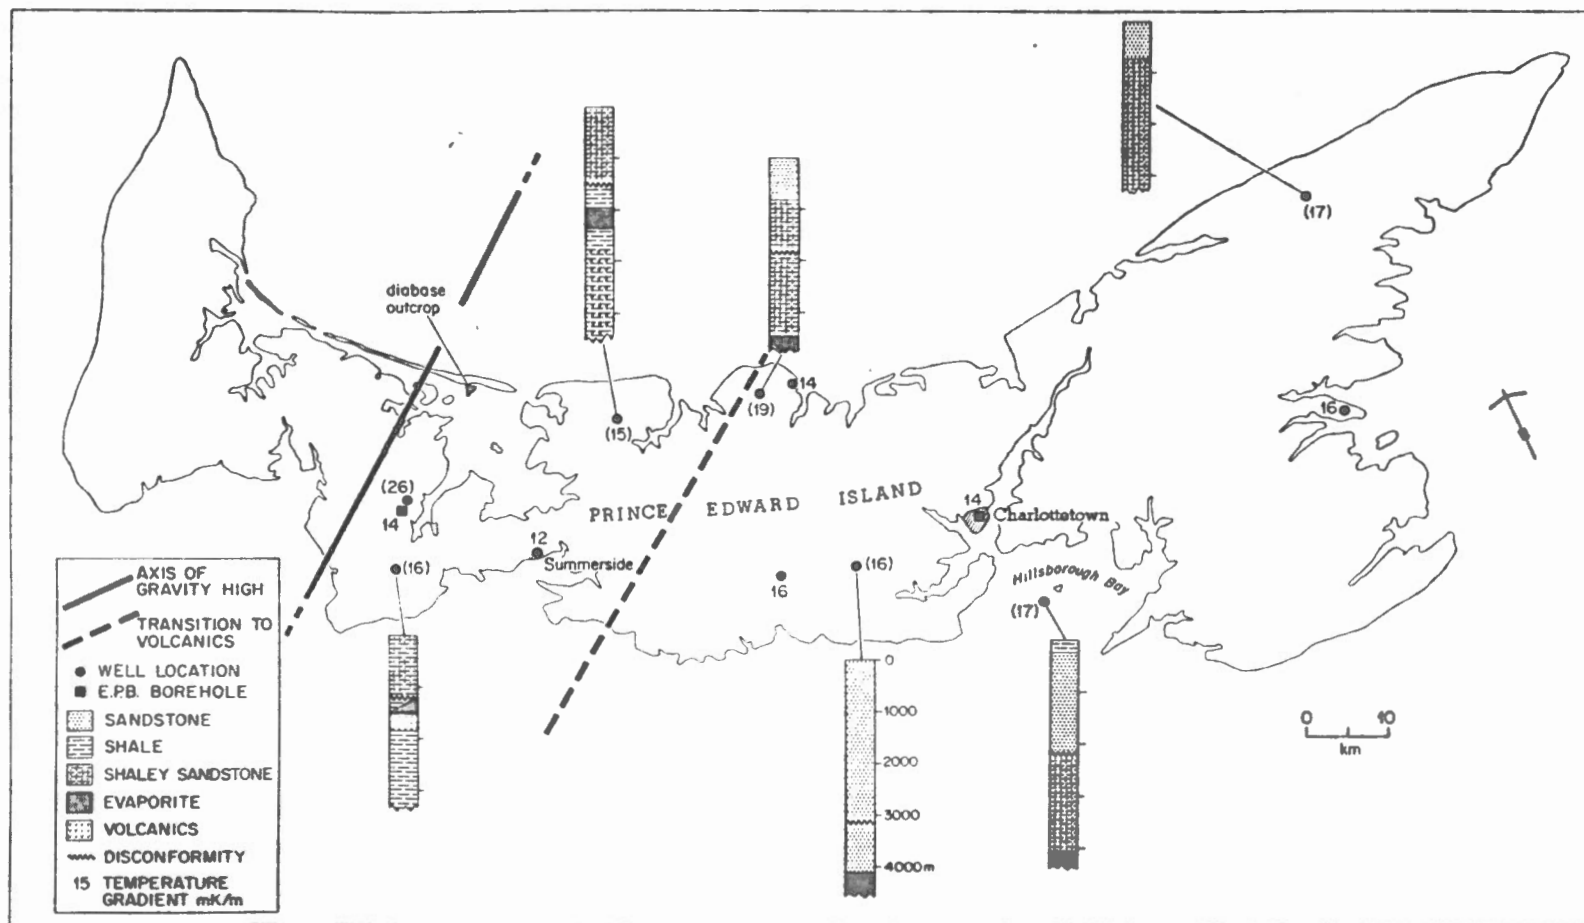 (17)
diabase
outcrop
14
(19)
(15)
16
(26)
14
PRINCE EDWARD ISLAND
14
Charlottetown
12
Summerside
(16)
16
(16)
Hillsborough Bay
(17)
0
1000
2000
3000
4000m
0 10
km
AXIS OF
GRAVITY HIGH
TRANSITION TO
VOLCANICS
WELL LOCATION
E.P.B. BOREHOLE
SANDSTONE
SHALE
SHALEY SANDSTONE
EVAPORITE
VOLCANICS
DISCONFORMITY
15 TEMPERATURE
GRADIENT mK/m